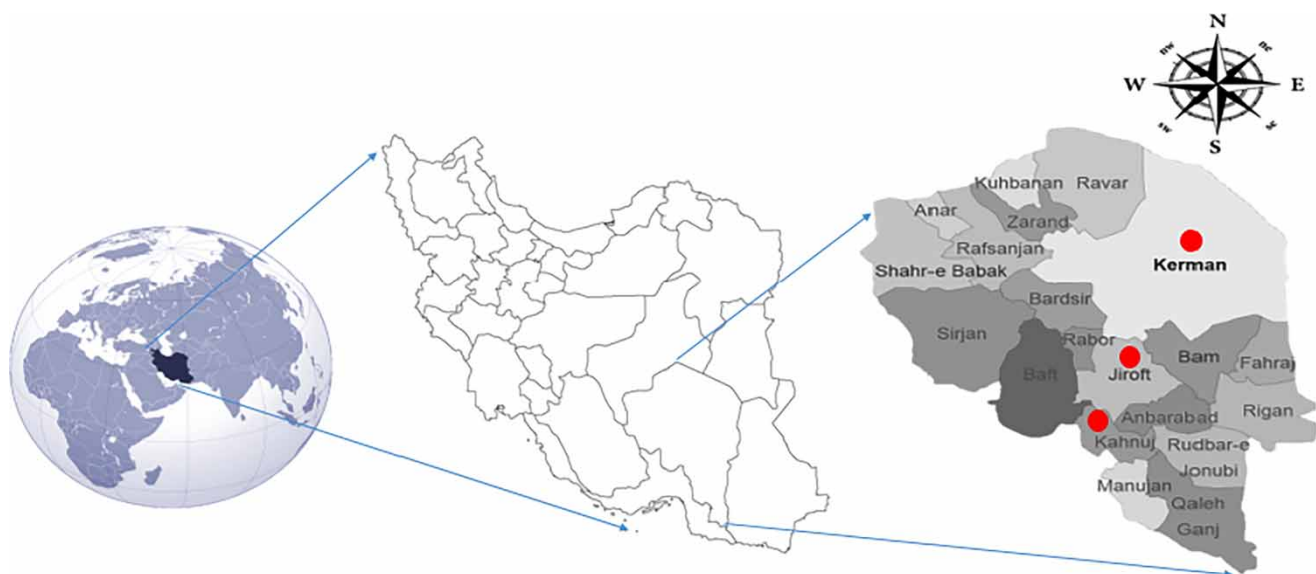 N
nw
ne
W
E
sw
se
S
Kuhbanan
Ravar
Anar
Zarand
Rafsanjan
Kerman
Shahr-e Babak
Bardsir
Sirjan
Rabor
Bam
Fahraj
Baft
Jiroft
Anbarabad
Rigan
Kahnuj
Rudbar-e
Jonubi
Manujan
Qaleh
Ganj